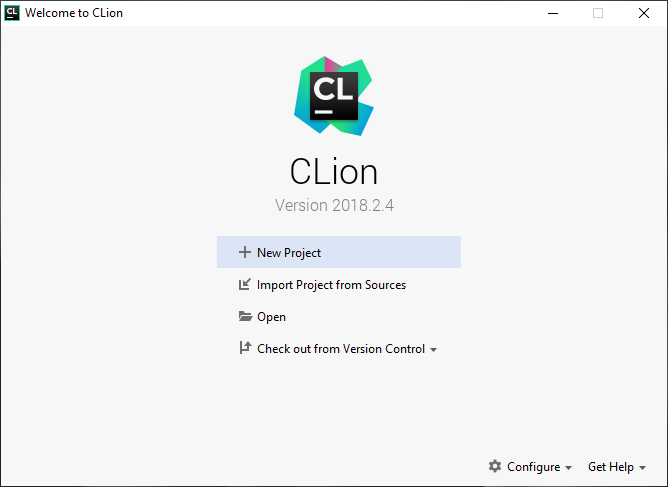 Welcome to CLion
CL
CLion
Version 2018.2.4
New Project
Import Project from Sources
Open
Check out from Version Control
Configure
Get Help